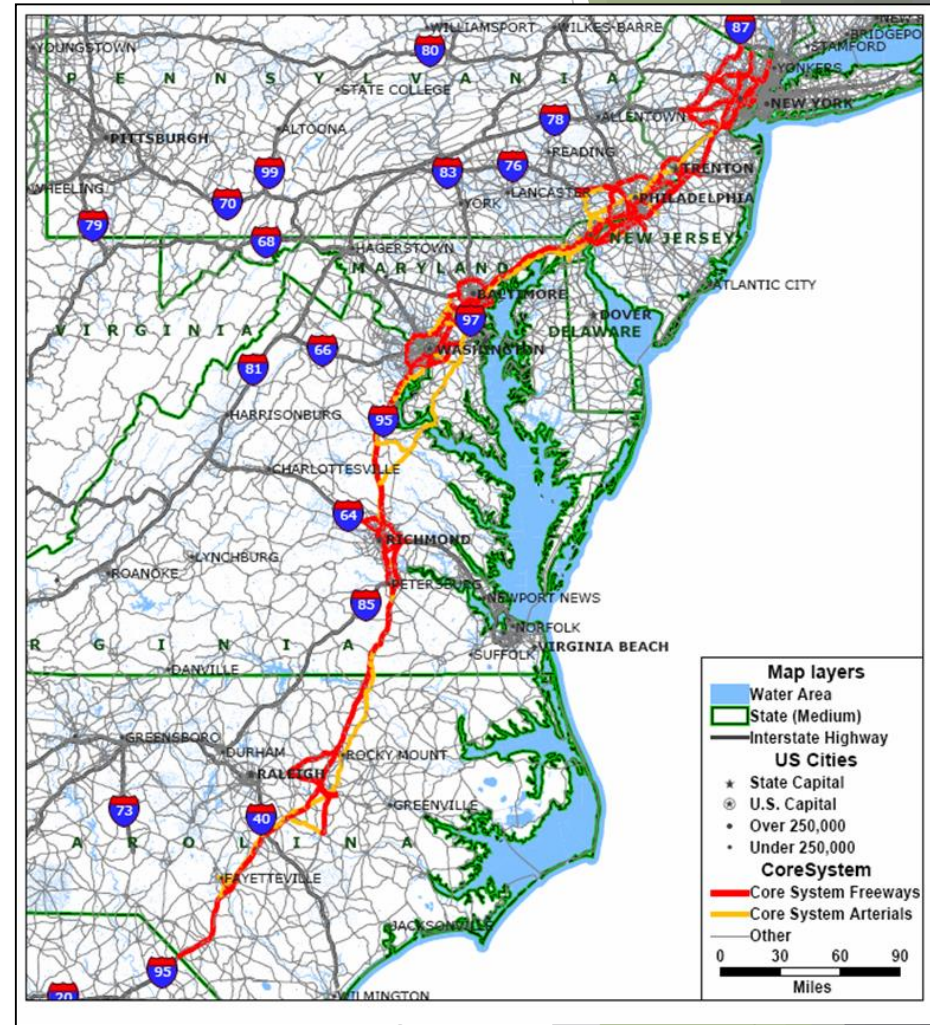 87
NEW
BRIDGEPO
WILLIAMSPORT
WILKES-BARRE
STAMFORD
YOUNGSTOWN
80
YONKERS
P E N N S Y L V A N I A
STATE COLLEGE
NEW YORK
78
ALLENTOWN
ALTOONA
PITTSBURGH
READING
99
83
76
TRENTON
WHEELING
LANCASTER
70
YORK
PHILADELPHIA
79
68
HAGERSTOWN
NEW JERSEY
MARYLAND
BALTIMORE
ATLANTIC CITY
97
DOVER
VIRGINIA
DELAWARE
66
WASHINGTON
81
HARRISONBURG
95
CHARLOTTESVILLE
64
RICHMOND
LYNCHBURG
ROANOKE
PETERSBURG
85
NEWPORT NEWS
NORFOLK
R G I N I A
VIRGINIA BEACH
SUFFOLK
DANVILLE
GREENSBORO
DURHAM
ROCKY MOUNT
RALEIGH
73
40
GREENVILLE
A R O L I N A
FAYETTEVILLE
JACKSONVILLE
95
20
WILMINGTON
Map layers
Water Area
State (Medium)
Interstate Highway
US Cities
State Capital
U.S. Capital
Over 250,000
Under 250,000
CoreSystem
Core System Freeways
Core System Arterials
Other
0 30 60 90
Miles